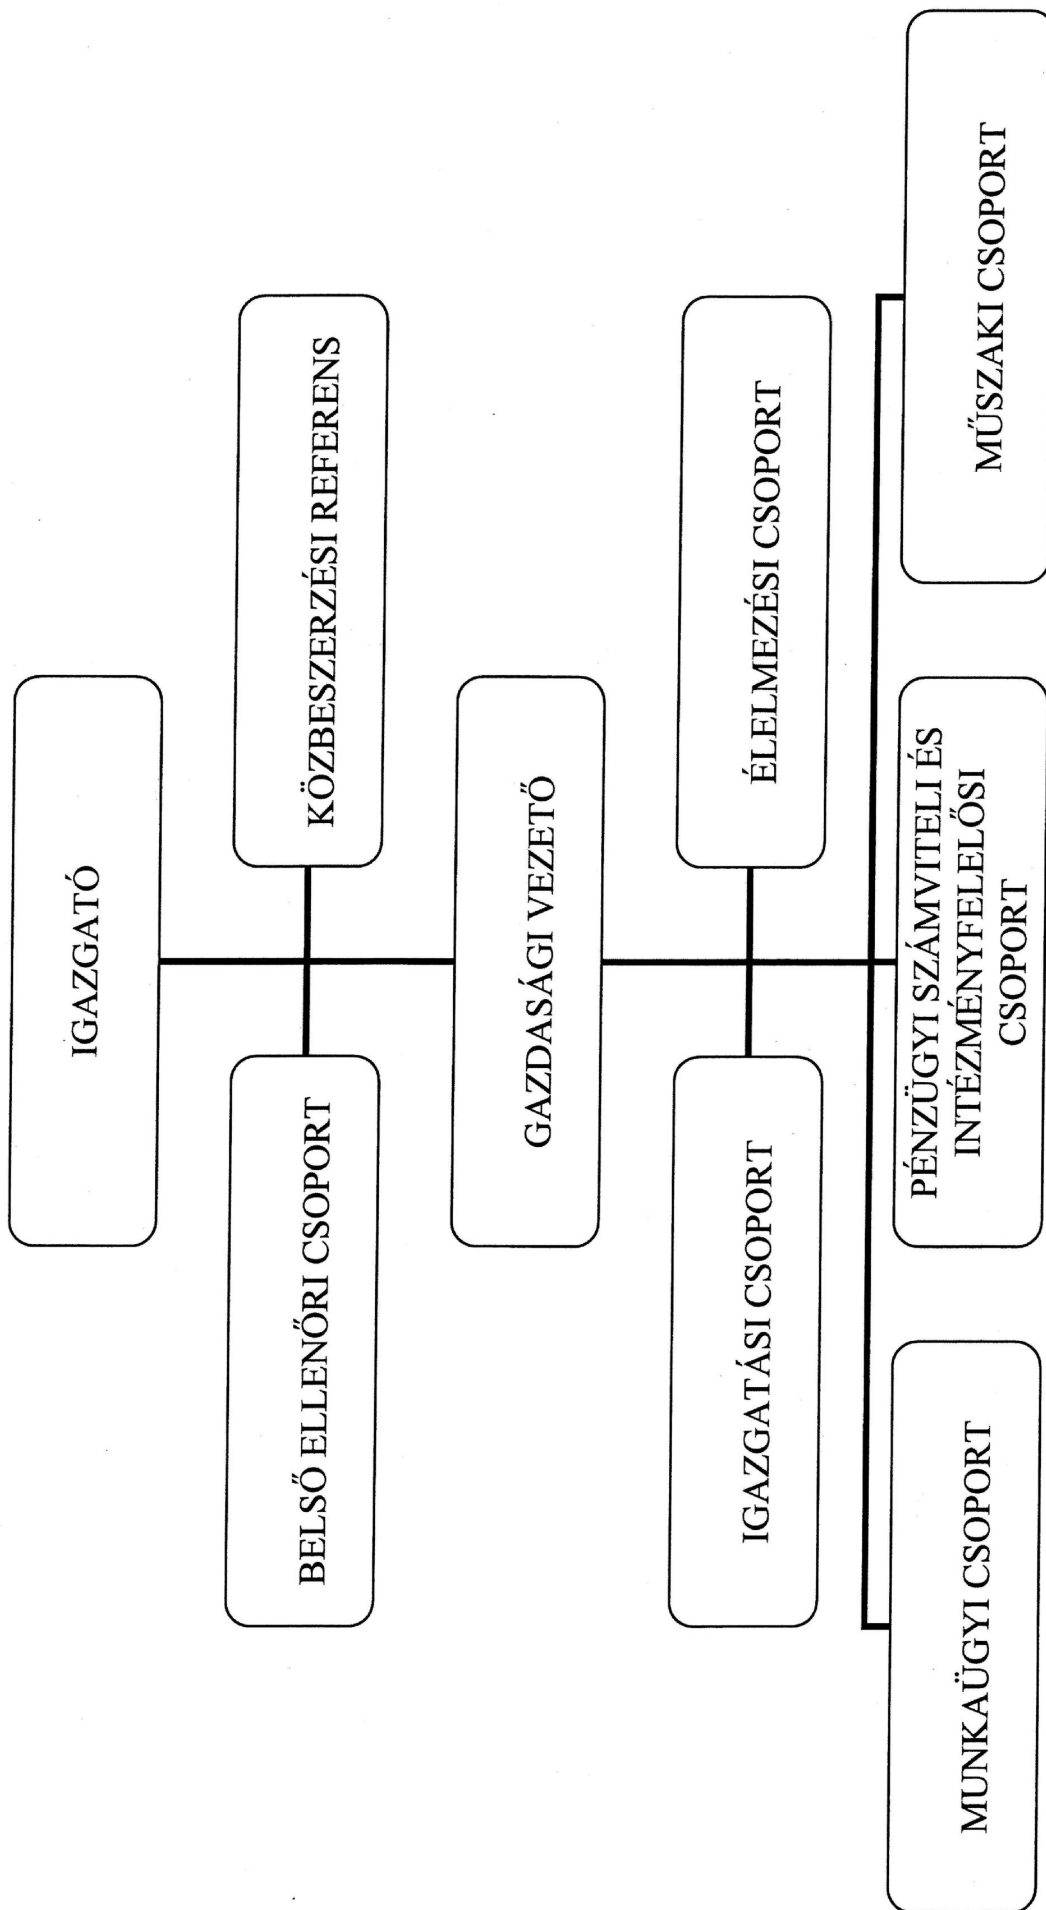 IGAZGATÓ
BELSŐ ELLENŐRI CSOPORT
KÖZBESZERZÉSI REFERENS
GAZDASÁGI VEZETŐ
IGAZGATÁSI CSOPORT
ÉLELMEZÉSI CSOPORT
MUNKAÜGYI CSOPORT
PÉNZÜGYI SZÁMVITELI ÉS
INTÉZMÉNYFELELŐSI
CSOPORT
MŰSZAKI CSOPORT